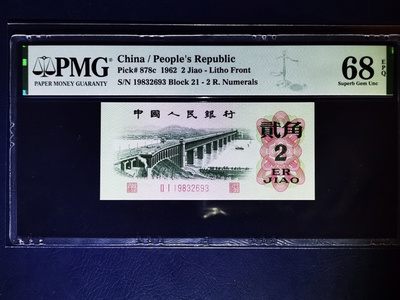 PMG
PAPER MONEY GUARANTY
China / People's Republic
Pick# 878c 1962 2 Jiao - Litho Front
S/N 19832693 Block 21 - 2 R. Numerals
68
EPQ
Superb Gem Unc
中国人民银行
贰角
2
ER
JIAO
II I 19832693